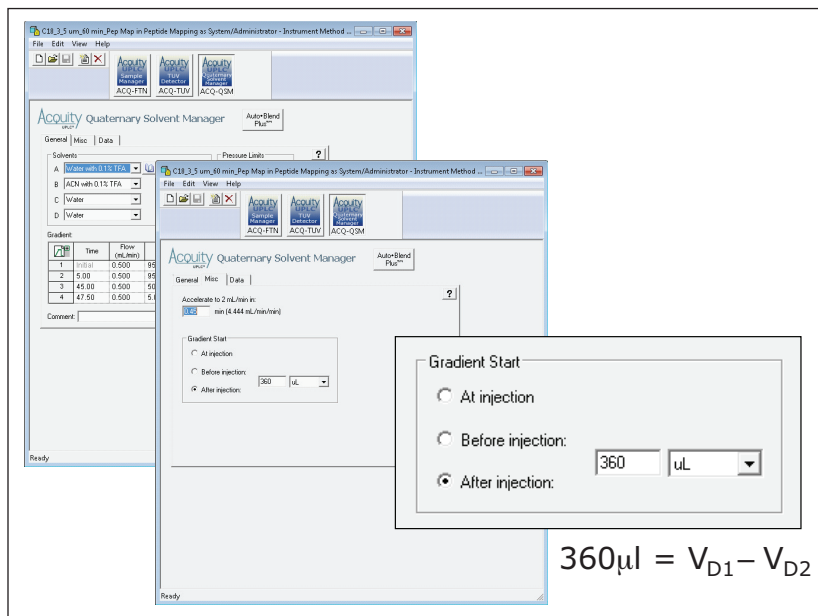 C18_3_5 um_60 min_Pep Map in Peptide Mapping as System/Administrator - Instrument Method ...
File Edit View Help
Acquity UPLC Sample Manager
Acquity UPLC TUV Detector
Acquity UPLC Quaternary Solvent Manager
ACQ-FTN ACQ-TUV ACQ-QSM
Acquity UPLC Quaternary Solvent Manager
Auto•Blend Plus™
General Misc Data
Solvents
Pressure Limits
?
A Water with 0.1% TFA
B ACN with 0.1% TFA
C Water
D Water
Gradient:
Time Flow (mL/min)
1 Initial 0.500 95
2 5.00 0.500 95
3 45.00 0.500 50
4 47.50 0.500 5.
Comment:
Ready
C18_3_5 um_60 min_Pep Map in Peptide Mapping as System/Administrator - Instrument Method ...
File Edit View Help
Acquity UPLC Sample Manager
Acquity UPLC TUV Detector
Acquity UPLC Quaternary Solvent Manager
ACQ-FTN ACQ-TUV ACQ-QSM
Acquity UPLC Quaternary Solvent Manager
Auto•Blend Plus™
General Misc Data
?
Accelerate to 2 mL/min in:
0.45 min (4.444 mL/min/min)
Gradient Start
At injection
Before injection:
360 uL
After injection:
Ready
Gradient Start
At injection
Before injection:
360 uL
After injection:
360µl = V_D1 – V_D2